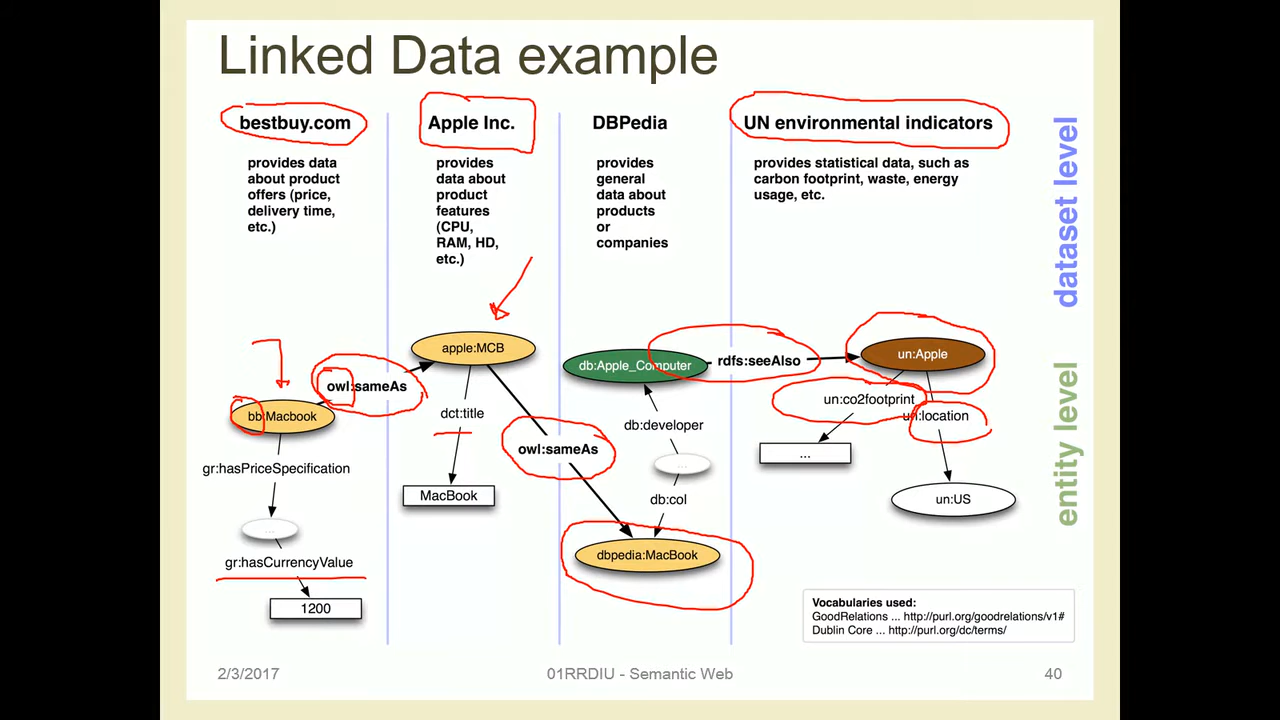 Linked Data example
bestbuy.com
provides data
about product
offers (price,
delivery time,
etc.)
Apple Inc.
provides
data about
product
features
(CPU,
RAM, HD,
etc.)
DBPedia
provides
general
data about
products
or
companies
UN environmental indicators
provides statistical data, such as
carbon footprint, waste, energy
usage, etc.
dataset level
entity level
bb:Macbook
owl:sameAs
gr:hasPriceSpecification
...
gr:hasCurrencyValue
1200
apple:MCB
dct:title
MacBook
owl:sameAs
db:Apple_Computer
db:developer
...
db:col
dbpedia:MacBook
rdfs:seeAlso
un:Apple
un:co2footprint
...
un:location
un:US
Vocabularies used:
GoodRelations ... http://purl.org/goodrelations/v1#
Dublin Core ... http://purl.org/dc/terms/
2/3/2017
01RRDIU - Semantic Web
40